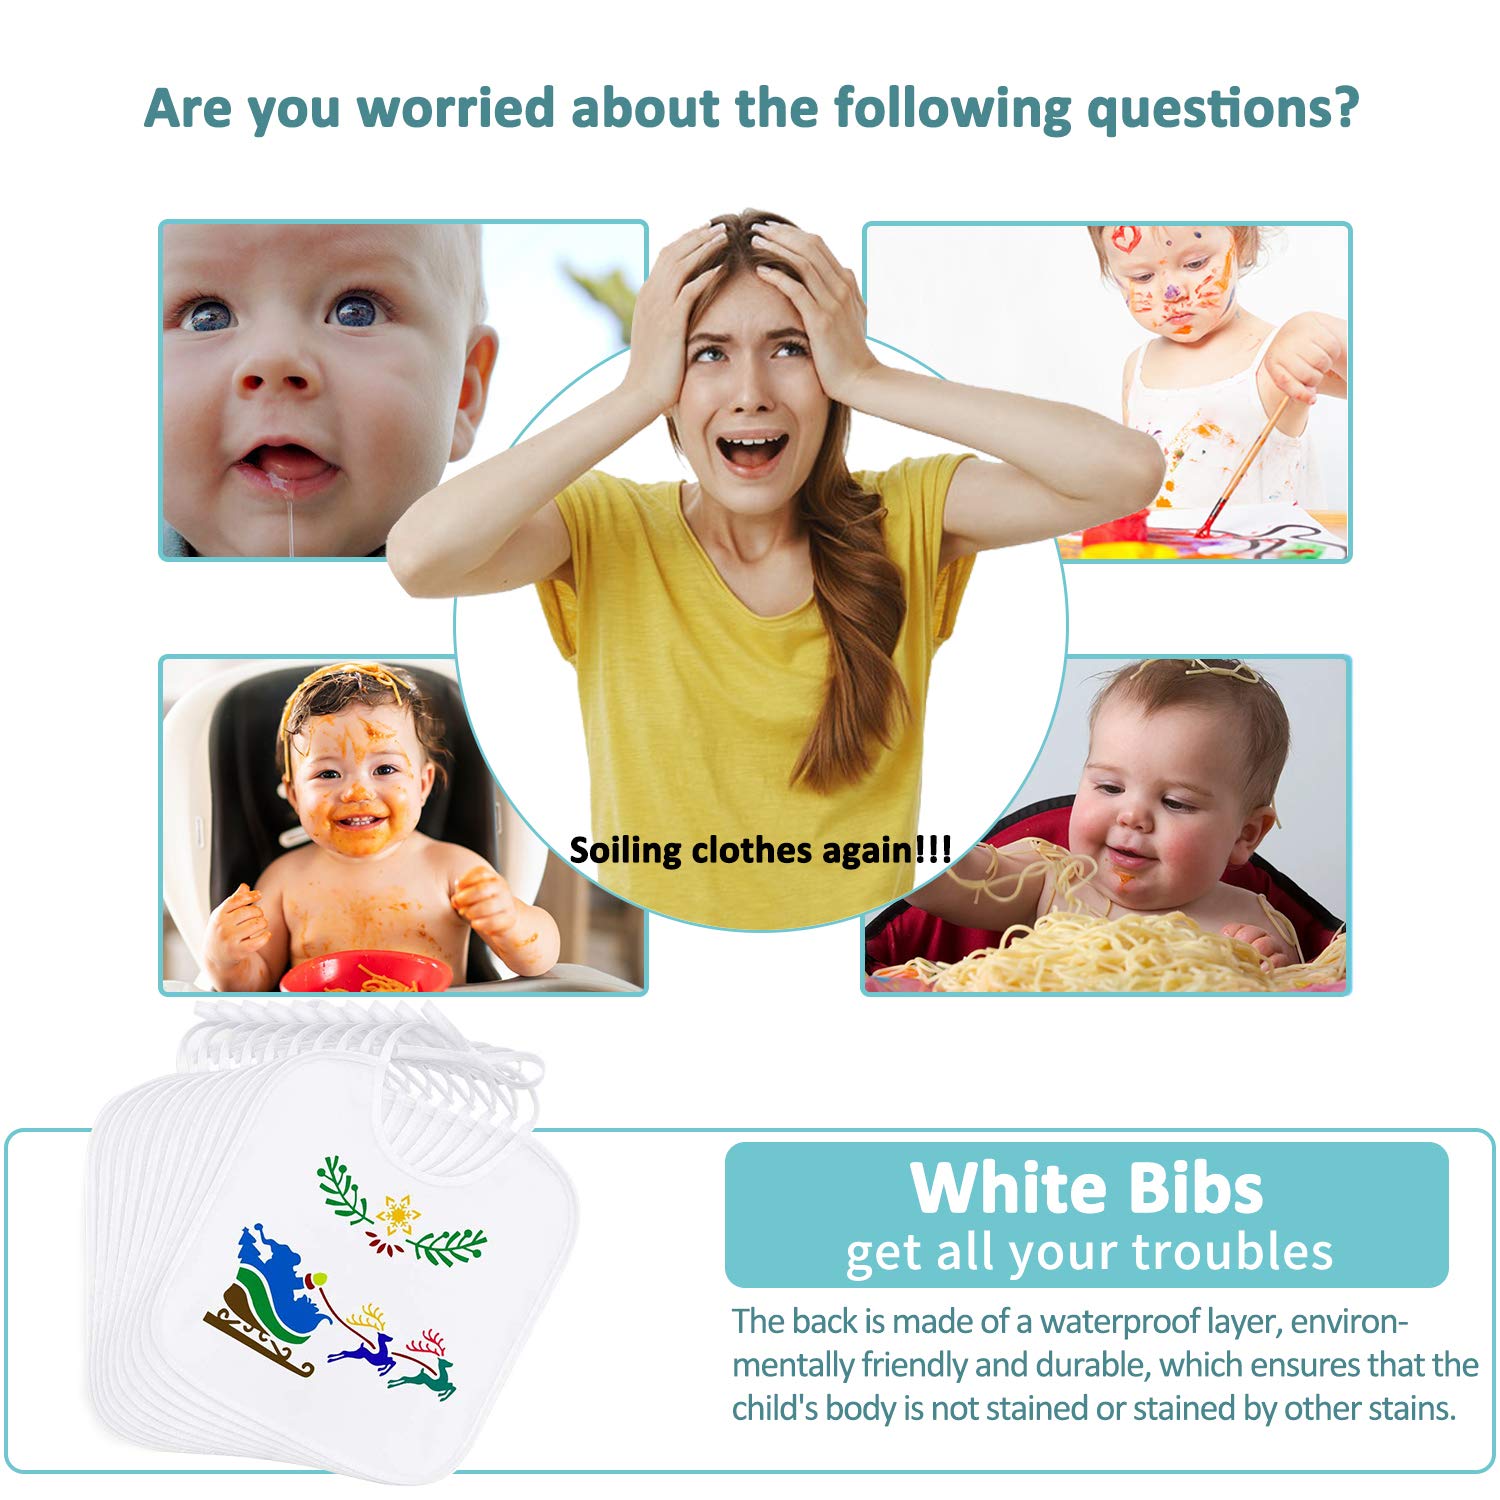 Are you worried about the following questions?
Soiling clothes again!!!
White Bibs
get all your troubles
The back is made of a waterproof layer, environ-
mentally friendly and durable, which ensures that the
child's body is not stained or stained by other stains.